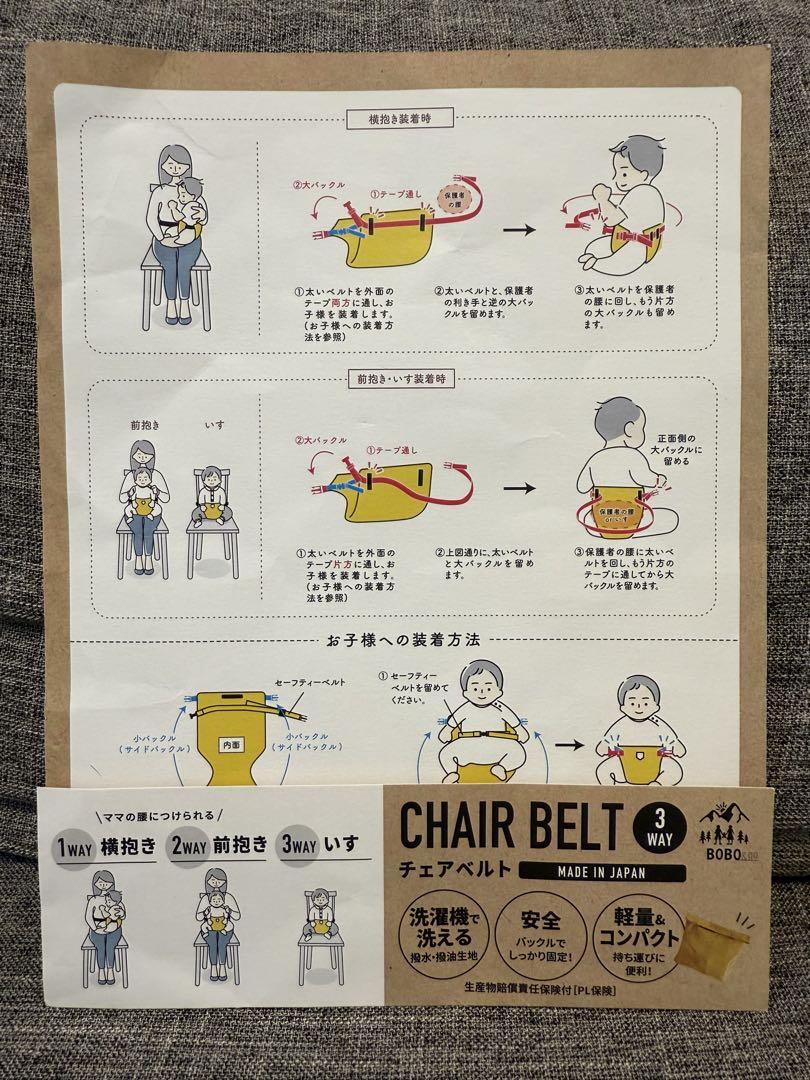 横抱き装着時
②大バックル
①テープ通し
保護者
の腰
①太いベルトを外面の
テープ両方に通し、お
子様を装着します。
(お子様への装着方
法を参照)
②太いベルトと、保護者
の利き手と逆の大バッ
クルを留めます。
③太いベルトを保護者
の腰に回し、もう片方
の大バックルも留め
ます。
前抱き・いす装着時
前抱き
いす
②大バックル
①テープ通し
正面側の
大バックルに
留める
保護者の腰
orいす
①太いベルトを外面の
テープ片方に通し、お
子様を装着します。
(お子様への装着方
法を参照)
②上図通りに、太いベルト
と大バックルを留め
ます。
③保護者の腰に太いベ
ルトを回し、もう片方の
テープに通してから大
バックルを留めます。
お子様への装着方法
セーフティーベルト
小バックル
(サイドバックル)
内面
小バックル
(サイドバックル)
① セーフティー
ベルトを留めて
ください。
\ママの腰につけられる/
1WAY 横抱き
2WAY 前抱き
3WAY いす
CHAIR BELT
3
WAY
チェアベルト
MADE IN JAPAN
BOBO
洗濯機で
洗える
撥水・撥油生地
安全
バックルで
しっかり固定!
軽量&
コンパクト
持ち運びに
便利!
生産物賠償責任保険付[PL保険]